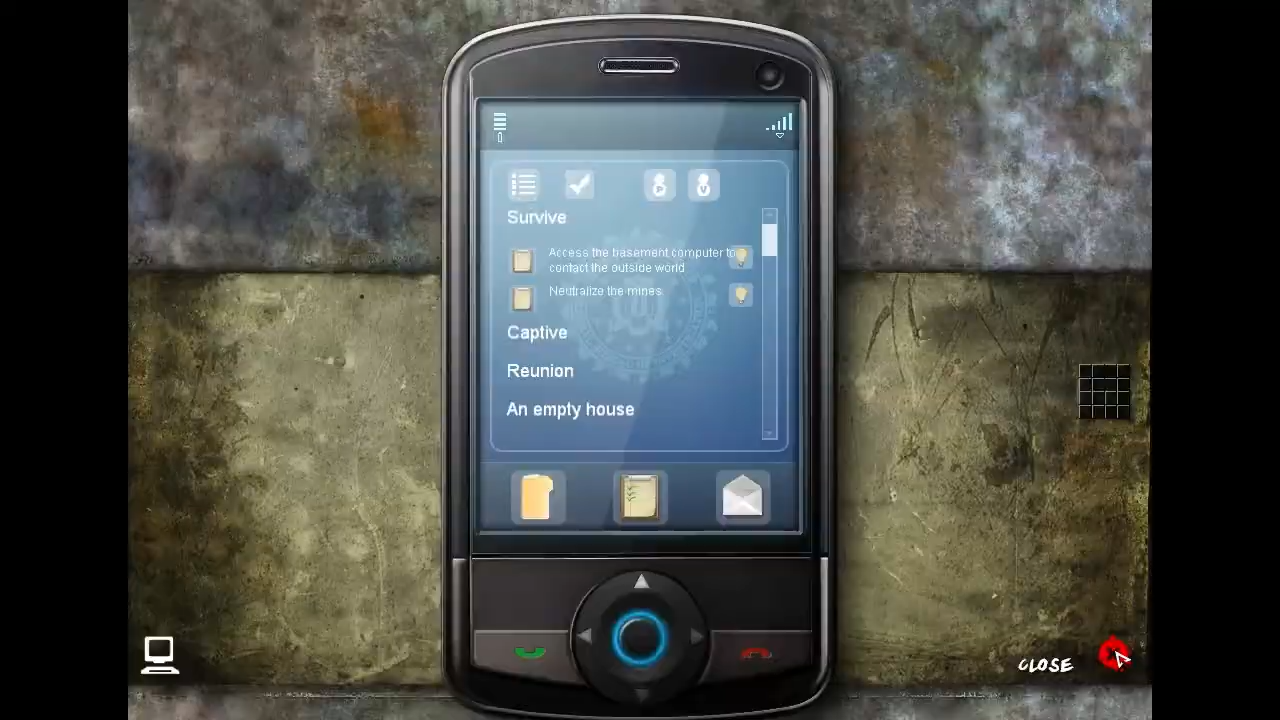 Survive
Access the basement computer to
contact the outside world
Neutralize the mines
Captive
Reunion
An empty house
CLOSE